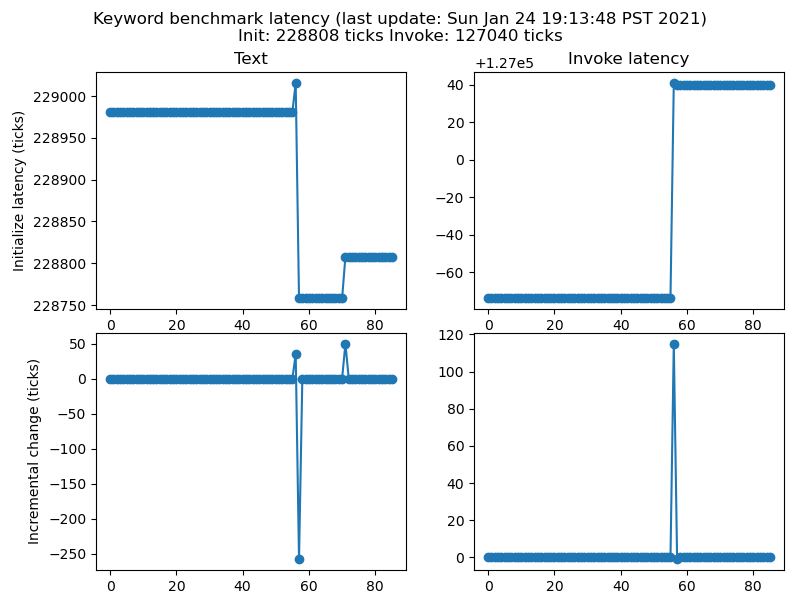 Keyword benchmark latency (last update: Sun Jan 24 19:13:48 PST 2021)
Init: 228808 ticks Invoke: 127040 ticks
Text
Initialize latency (ticks)
229000
228950
228900
228850
228800
228750
0 20 40 60 80
Invoke latency
+1.27e5
40
20
0
−20
−40
−60
0 20 40 60 80
Incremental change (ticks)
50
0
−50
−100
−150
−200
−250
0 20 40 60 80
120
100
80
60
40
20
0
0 20 40 60 80